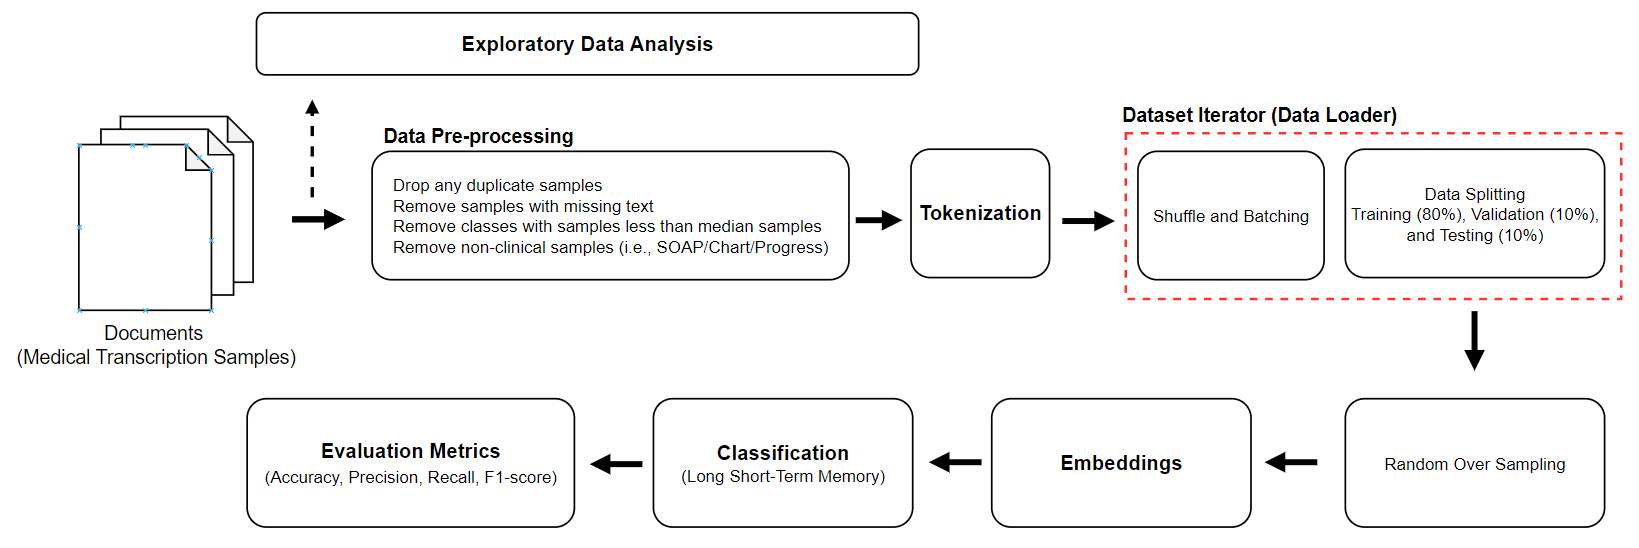 Exploratory Data Analysis
Documents
(Medical Transcription Samples)
Data Pre-processing
Drop any duplicate samples
Remove samples with missing text
Remove classes with samples less than median samples
Remove non-clinical samples (i.e., SOAP/Chart/Progress)
Tokenization
Dataset Iterator (Data Loader)
Shuffle and Batching
Data Splitting
Training (80%), Validation (10%),
and Testing (10%)
Random Over Sampling
Embeddings
Classification
(Long Short-Term Memory)
Evaluation Metrics
(Accuracy, Precision, Recall, F1-score)